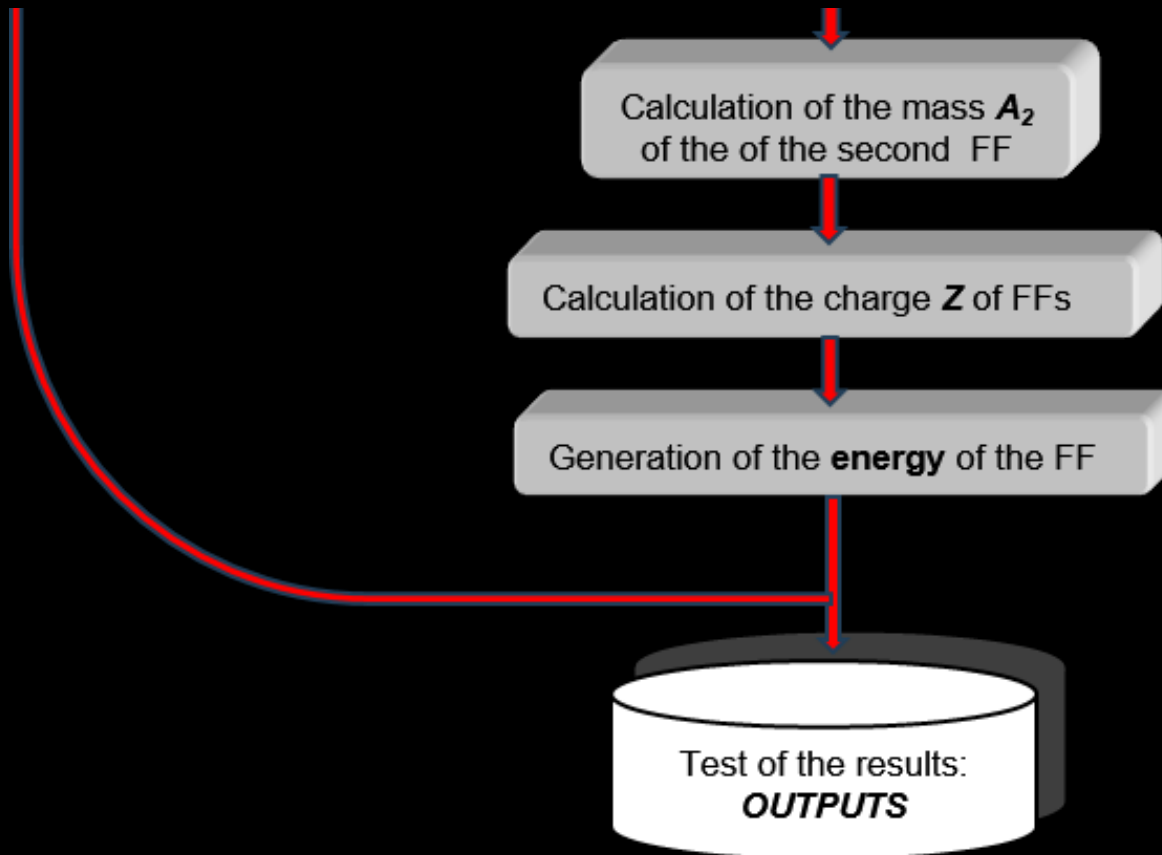 Calculation of the mass A2
of the of the second FF
Calculation of the charge Z of FFs
Generation of the energy of the FF
Test of the results:
OUTPUTS